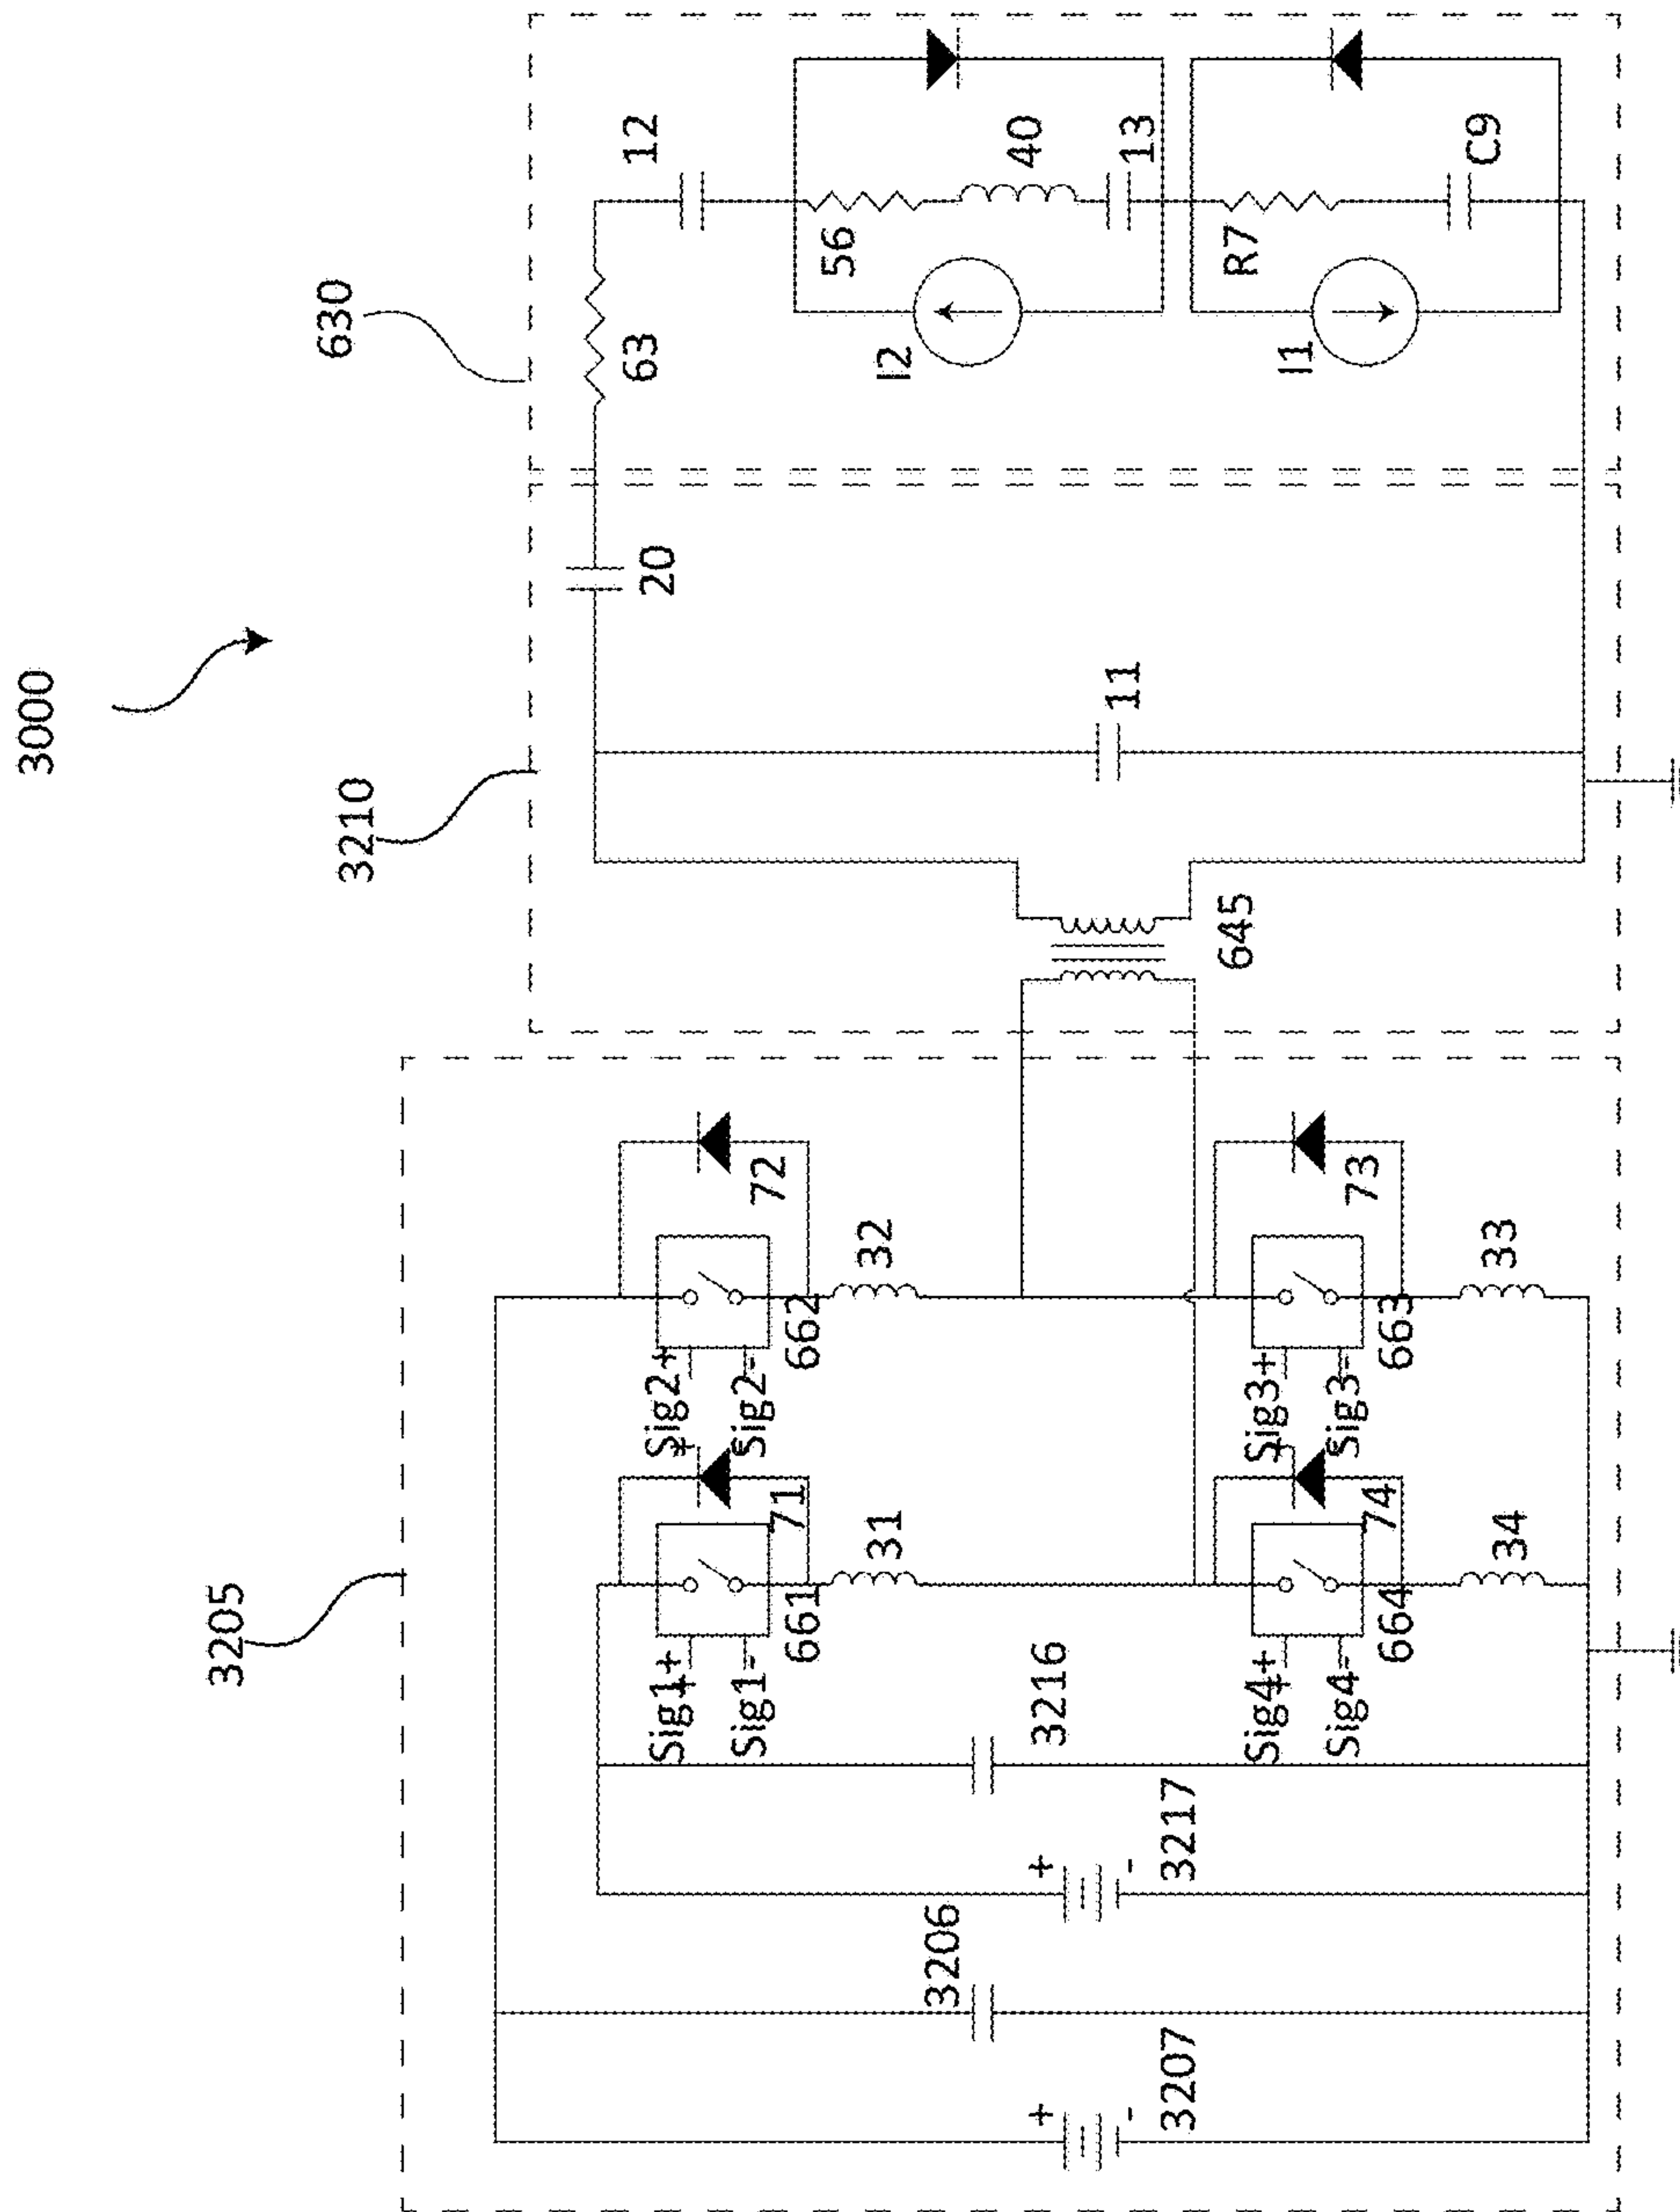 3000
630
3210
3205
12
63
20
56
40
13
I2
R7
C9
I1
11
645
72
32
Sig2+
Sig2-
662
71
31
Sig1+
Sig1-
661
73
33
Sig3+
Sig3-
663
74
34
Sig4+
Sig4-
664
3216
+
-
3217
3206
+
-
3207